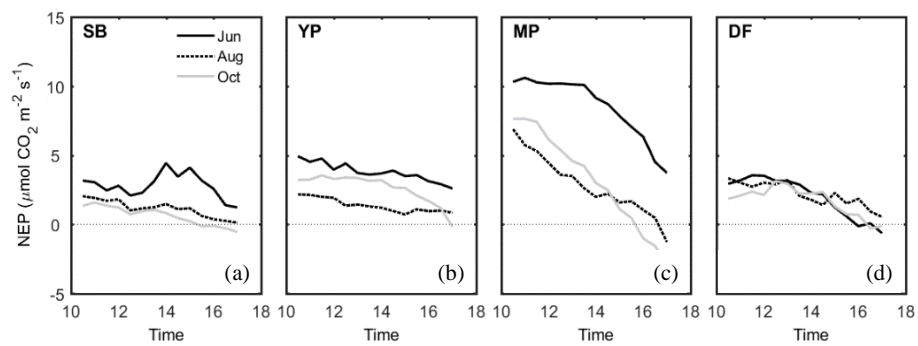 SB
Jun
Aug
Oct
YP
MP
DF
NEP (μmol CO2 m-2 s-1)
15
10
5
0
-5
(a)
(b)
(c)
(d)
10 12 14 16 18
10 12 14 16 18
10 12 14 16 18
10 12 14 16 18
Time
Time
Time
Time